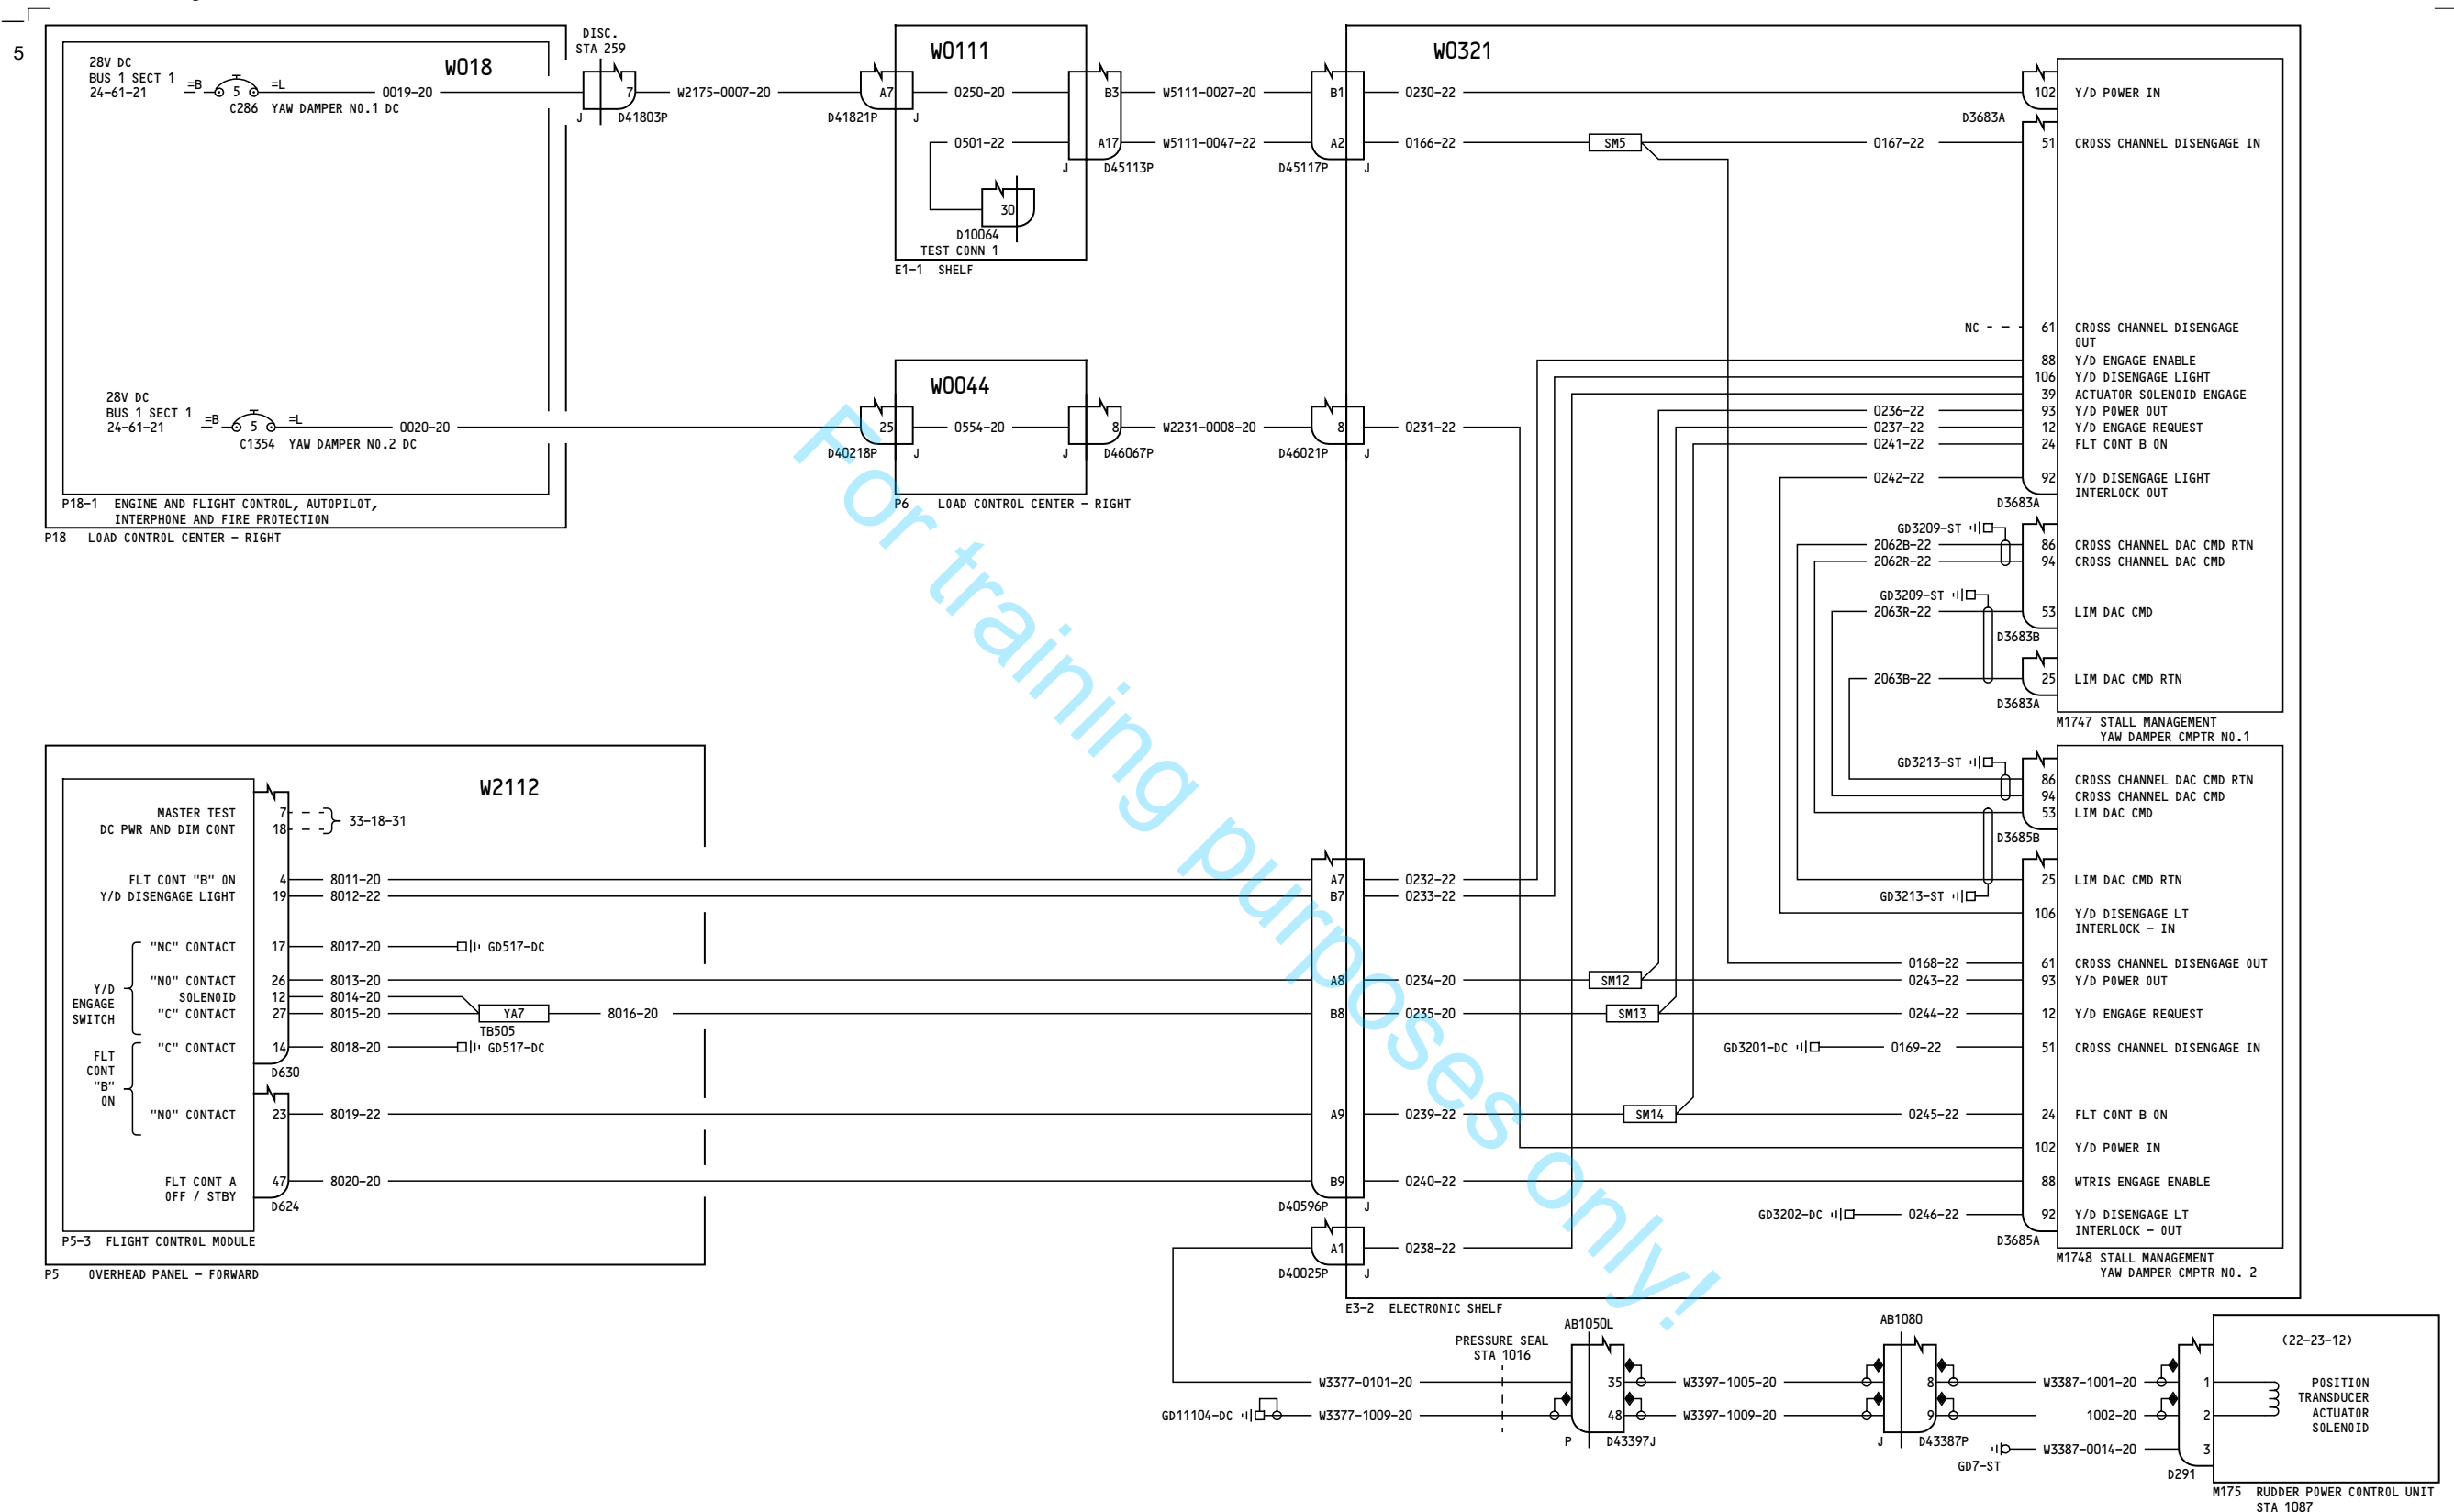 5
28V DC
BUS 1 SECT 1
24-61-21
=B
5
=L
C286 YAW DAMPER NO.1 DC
0019-20
W018
28V DC
BUS 1 SECT 1
24-61-21
=B
5
=L
C1354 YAW DAMPER NO.2 DC
0020-20
P18-1 ENGINE AND FLIGHT CONTROL, AUTOPILOT,
INTERPHONE AND FIRE PROTECTION
P18 LOAD CONTROL CENTER - RIGHT
DISC.
STA 259
7
J
D41803P
W2175-0007-20
A7
D41821P
J
W0111
0250-20
0501-22
30
D10064
TEST CONN 1
E1-1 SHELF
B3
A17
J
D45113P
W5111-0027-20
W5111-0047-22
B1
A2
D45117P
J
25
D40218P
J
W0044
0554-20
P6 LOAD CONTROL CENTER - RIGHT
8
J
D46067P
W2231-0008-20
8
D46021P
J
W0321
0230-22
0166-22
SM5
0167-22
0231-22
102 Y/D POWER IN
D3683A
51 CROSS CHANNEL DISENGAGE IN
NC
61 CROSS CHANNEL DISENGAGE
OUT
88 Y/D ENGAGE ENABLE
106 Y/D DISENGAGE LIGHT
39 ACTUATOR SOLENOID ENGAGE
0236-22
93 Y/D POWER OUT
0237-22
12 Y/D ENGAGE REQUEST
0241-22
24 FLT CONT B ON
0242-22
92 Y/D DISENGAGE LIGHT
INTERLOCK OUT
D3683A
GD3209-ST
2062B-22
86 CROSS CHANNEL DAC CMD RTN
2062R-22
94 CROSS CHANNEL DAC CMD
GD3209-ST
2063R-22
53 LIM DAC CMD
D3683B
2063B-22
25 LIM DAC CMD RTN
D3683A
M1747 STALL MANAGEMENT
YAW DAMPER CMPTR NO.1
GD3213-ST
86 CROSS CHANNEL DAC CMD RTN
94 CROSS CHANNEL DAC CMD
53 LIM DAC CMD
D3685B
25 LIM DAC CMD RTN
GD3213-ST
106 Y/D DISENGAGE LT
INTERLOCK - IN
0168-22
61 CROSS CHANNEL DISENGAGE OUT
0243-22
93 Y/D POWER OUT
0244-22
12 Y/D ENGAGE REQUEST
GD3201-DC
0169-22
51 CROSS CHANNEL DISENGAGE IN
0245-22
24 FLT CONT B ON
102 Y/D POWER IN
88 WTRIS ENGAGE ENABLE
GD3202-DC
0246-22
92 Y/D DISENGAGE LT
INTERLOCK - OUT
D3685A
M1748 STALL MANAGEMENT
YAW DAMPER CMPTR NO. 2
W2112
MASTER TEST
7
DC PWR AND DIM CONT
18
33-18-31
FLT CONT "B" ON
4
8011-20
Y/D DISENGAGE LIGHT
19
8012-22
Y/D
ENGAGE
SWITCH
"NC" CONTACT
17
8017-20
GD517-DC
"NO" CONTACT
26
8013-20
SOLENOID
12
8014-20
"C" CONTACT
27
8015-20
YA7
TB505
8016-20
FLT
CONT
"B"
ON
"C" CONTACT
14
8018-20
GD517-DC
D630
"NO" CONTACT
23
8019-22
FLT CONT A
OFF / STBY
47
8020-20
D624
P5-3 FLIGHT CONTROL MODULE
P5 OVERHEAD PANEL - FORWARD
A7
0232-22
B7
0233-22
A8
0234-20
SM12
B8
0235-20
SM13
A9
0239-22
SM14
B9
0240-22
D40596P
J
A1
0238-22
D40025P
J
E3-2 ELECTRONIC SHELF
PRESSURE SEAL
STA 1016
W3377-0101-20
GD11104-DC
W3377-1009-20
AB1050L
35
48
P
D43397J
W3397-1005-20
W3397-1009-20
AB1080
8
9
J
D43387P
W3387-1001-20
1002-20
GD7-ST
W3387-0014-20
1
2
3
D291
(22-23-12)
POSITION
TRANSDUCER
ACTUATOR
SOLENOID
M175 RUDDER POWER CONTROL UNIT
STA 1087
For training purposes only!